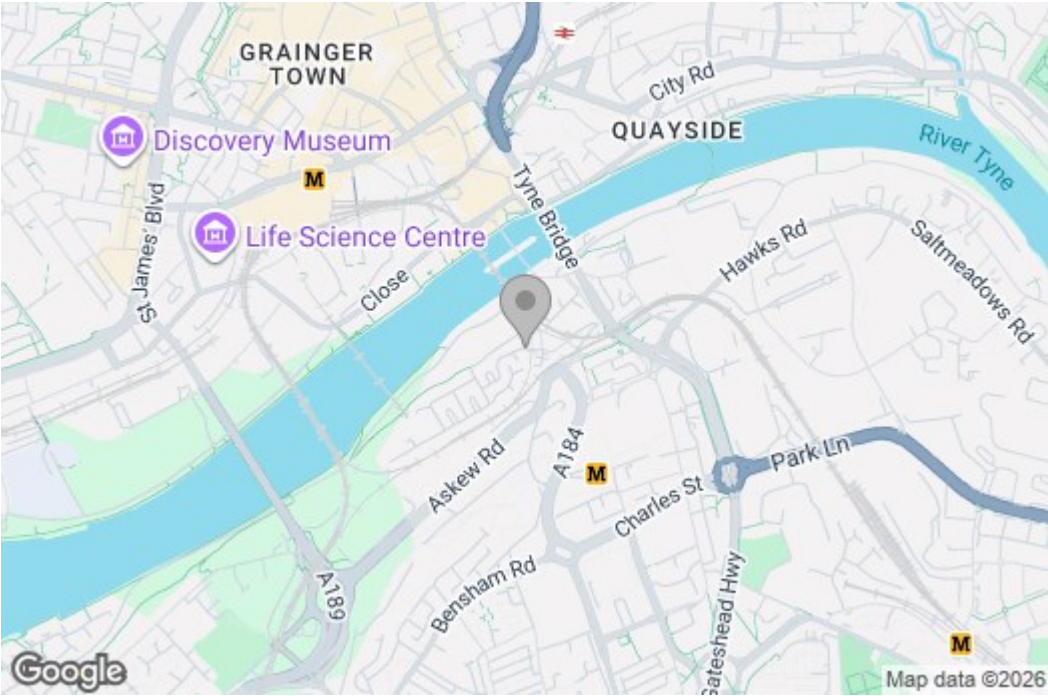 GRAINGER
TOWN
City Rd
QUAYSIDE
Discovery Museum
River Tyne
M
Tyne Bridge
St James' Blvd
Life Science Centre
Hawks Rd
Saltmeadows Rd
Close
Askew Rd
A184
M
Park Ln
Charles St
A189
Bensham Rd
Gateshead Hwy
M
Google
Map data ©2026